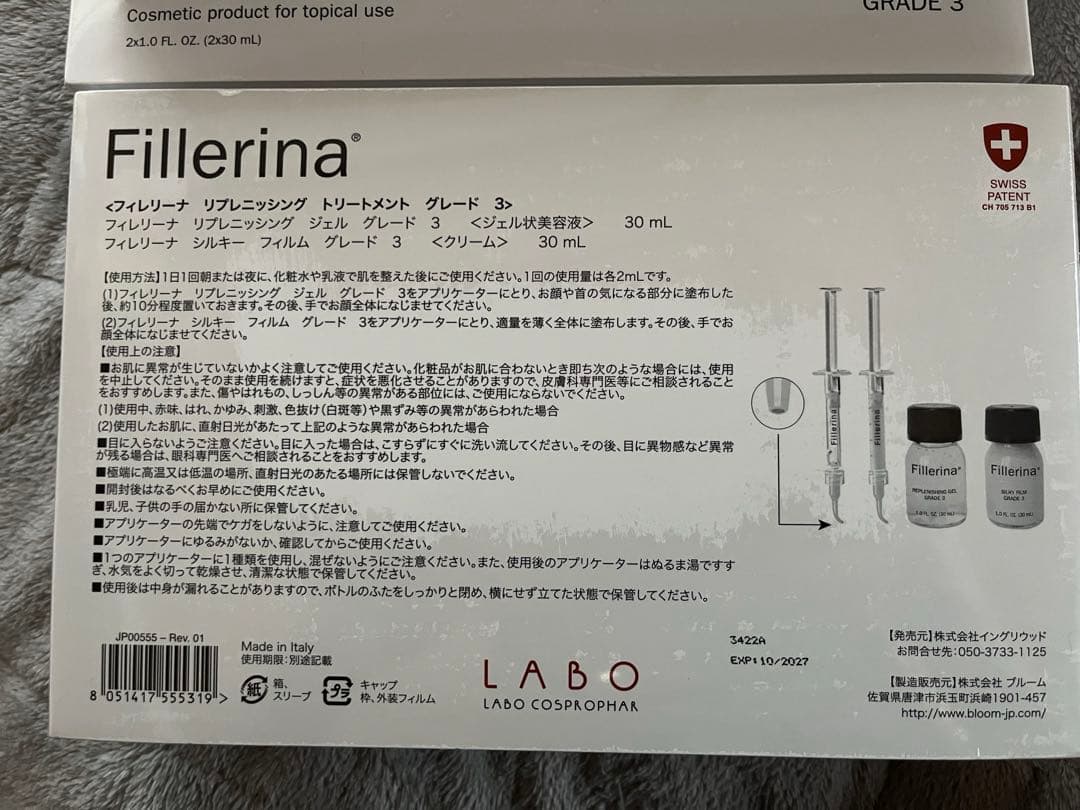 Cosmetic product for topical use
GRADE 3
2x1.0 FL. OZ. (2x30 mL)
Fillerina®
SWISS
PATENT
CH 705 713 B1
<フィレリーナ リプレニッシング トリートメント グレード 3>
フィレリーナ リプレニッシング ジェル グレード 3 <ジェル状美容液> 30 mL
フィレリーナ シルキー フィルム グレード 3 <クリーム> 30 mL
【使用方法】1日1回朝または夜に、化粧水や乳液で肌を整えた後にご使用ください。1回の使用量は各2mLです。
(1)フィレリーナ リプレニッシング ジェル グレード 3をアプリケーターにとり、お顔や首の気になる部分に塗布した
後、約10分程度置いておきます。その後、手でお顔全体になじませてください。
(2)フィレリーナ シルキー フィルム グレード 3をアプリケーターにとり、適量を薄く全体に塗布します。その後、手でお
顔全体になじませてください。
【使用上の注意】
■お肌に異常が生じていないかよく注意してご使用ください。化粧品がお肌に合わないとき即ち次のような場合には、使用
を中止してください。そのまま使用を続けますと、症状を悪化させることがありますので、皮膚科専門医等にご相談されること
をおすすめします。また、傷やはれもの、しっしん等の異常がある部位には、ご使用にならないでください。
(1)使用中、赤味、はれ、かゆみ、刺激、色抜け(白斑等)や黒ずみ等の異常があらわれた場合
(2)使用したお肌に、直射日光があたって上記のような異常があらわれた場合
■目に入らないようご注意ください。目に入った場合は、こすらずにすぐに洗い流してください。その後、目に異物感など異常
が残る場合は、眼科専門医へご相談されることをおすすめします。
■極端に高温又は低温の場所、直射日光のあたる場所には保管しないでください。
■開封後はなるべくお早めにご使用ください。
■乳児、子供の手の届かない所に保管してください。
■アプリケーターの先端でケガをしないように、注意してご使用ください。
■アプリケーターにゆるみがないか、確認してからご使用ください。
■1つのアプリケーターに1種類を使用し、混ぜないようにご注意ください。また、使用後のアプリケーターはぬるま湯ですす
ぎ、水気をよく切って乾燥させ、清潔な状態で保管してください。
■使用後は中身が漏れることがありますので、ボトルのふたをしっかりと閉め、横にせず立てた状態で保管してください。
Fillerina
Fillerina
Fillerina®
REPLENISHING GEL
GRADE 3
1.0 FL. OZ (30 mL)
Fillerina®
SILKY FILM
GRADE 3
1.0 FL. OZ. (30 mL)
JP00555 – Rev. 01
8 051417 555319 >
Made in Italy
使用期限:別途記載
紙
箱、
スリーブ
プラ
キャップ
枠、外装フィルム
LABO
LABO COSPROPHAR
3422A
EXP:10/2027
【発売元】株式会社イングリウッド
お問合せ先:050-3733-1125
【製造販売元】株式会社 ブルーム
佐賀県唐津市浜玉町浜崎1901-457
http://www.bloom-jp.com/